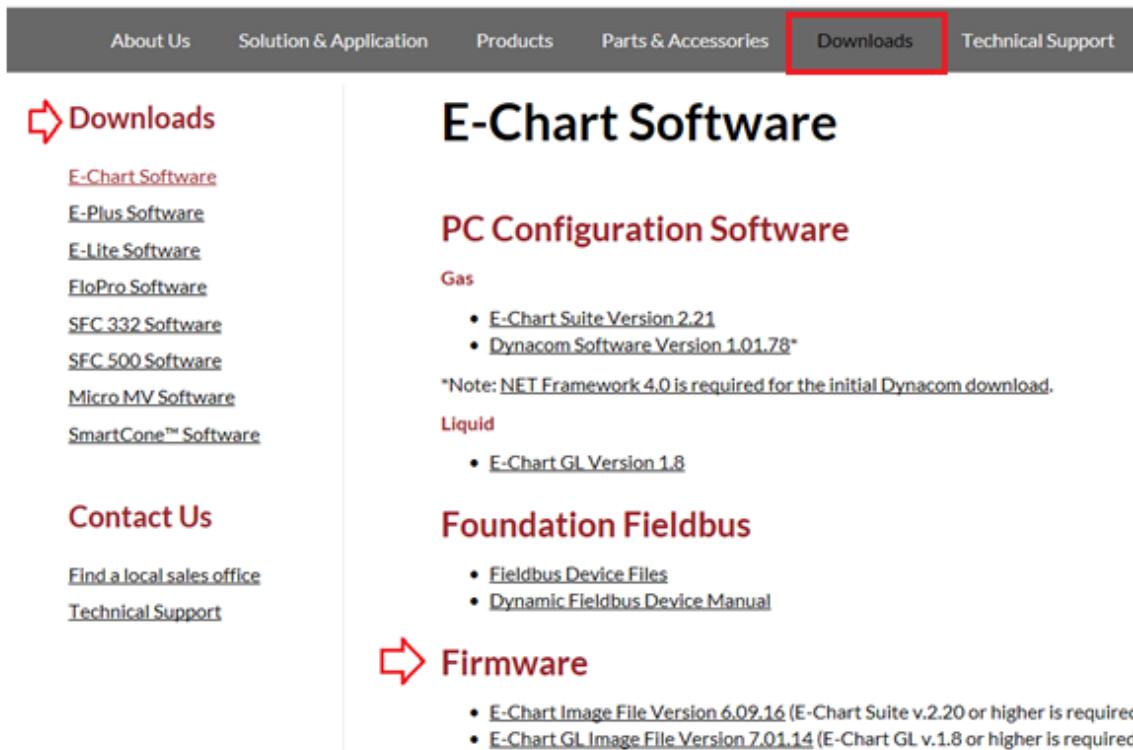 About Us Solution & Application Products Parts & Accessories Downloads Technical Support
Downloads
E-Chart Software
E-Plus Software
E-Lite Software
FloPro Software
SFC 332 Software
SFC 500 Software
Micro MV Software
SmartCone™ Software
Contact Us
Find a local sales office
Technical Support
E-Chart Software
PC Configuration Software
Gas
• E-Chart Suite Version 2.21
• Dynacom Software Version 1.01.78*
*Note: NET Framework 4.0 is required for the initial Dynacom download.
Liquid
• E-Chart GL Version 1.8
Foundation Fieldbus
• Fieldbus Device Files
• Dynamic Fieldbus Device Manual
Firmware
• E-Chart Image File Version 6.09.16 (E-Chart Suite v.2.20 or higher is required
• E-Chart GL Image File Version 7.01.14 (E-Chart GL v.1.8 or higher is required